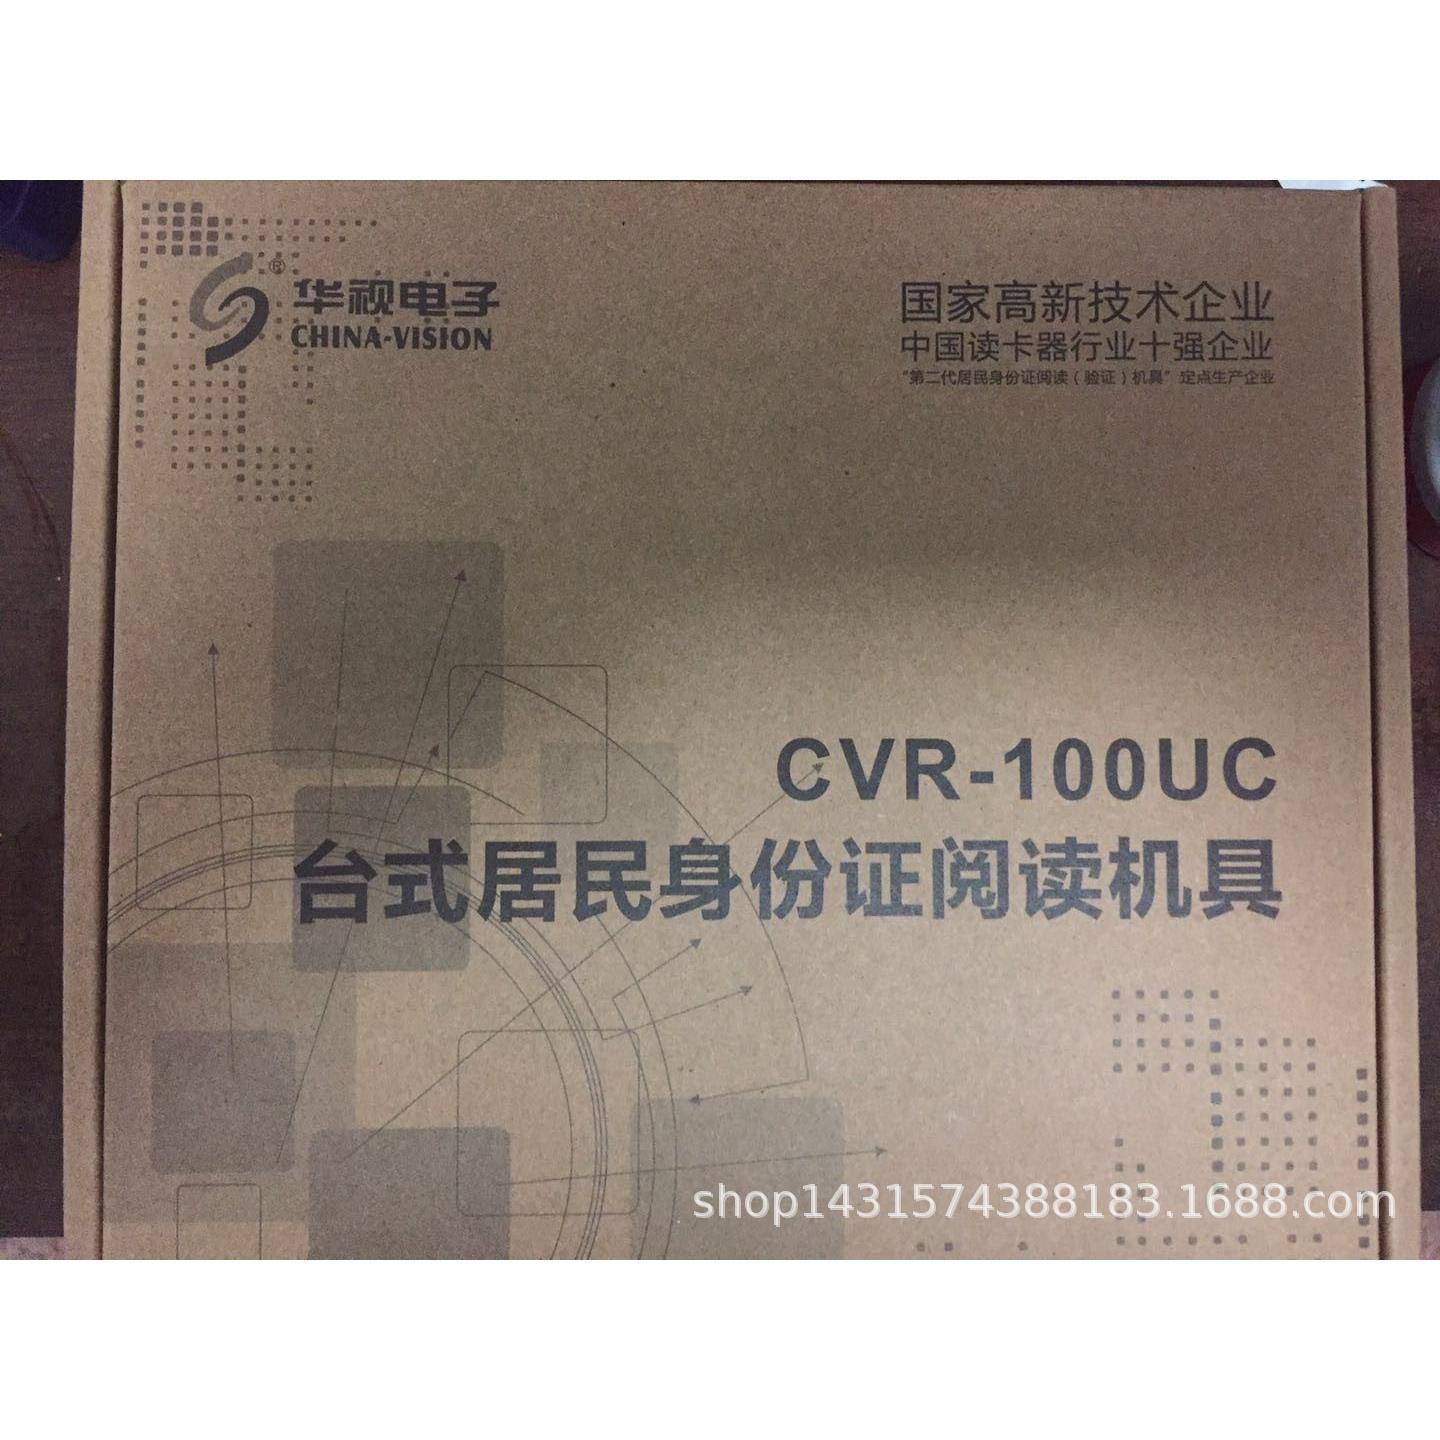 ®
华视电子
CHINA-VISION
国家高新技术企业
中国读卡器行业十强企业
“第二代居民身份证阅读(验证)机具”定点生产企业
CVR-100UC
台式居民身份证阅读机具
shop1431574388183.1688.com